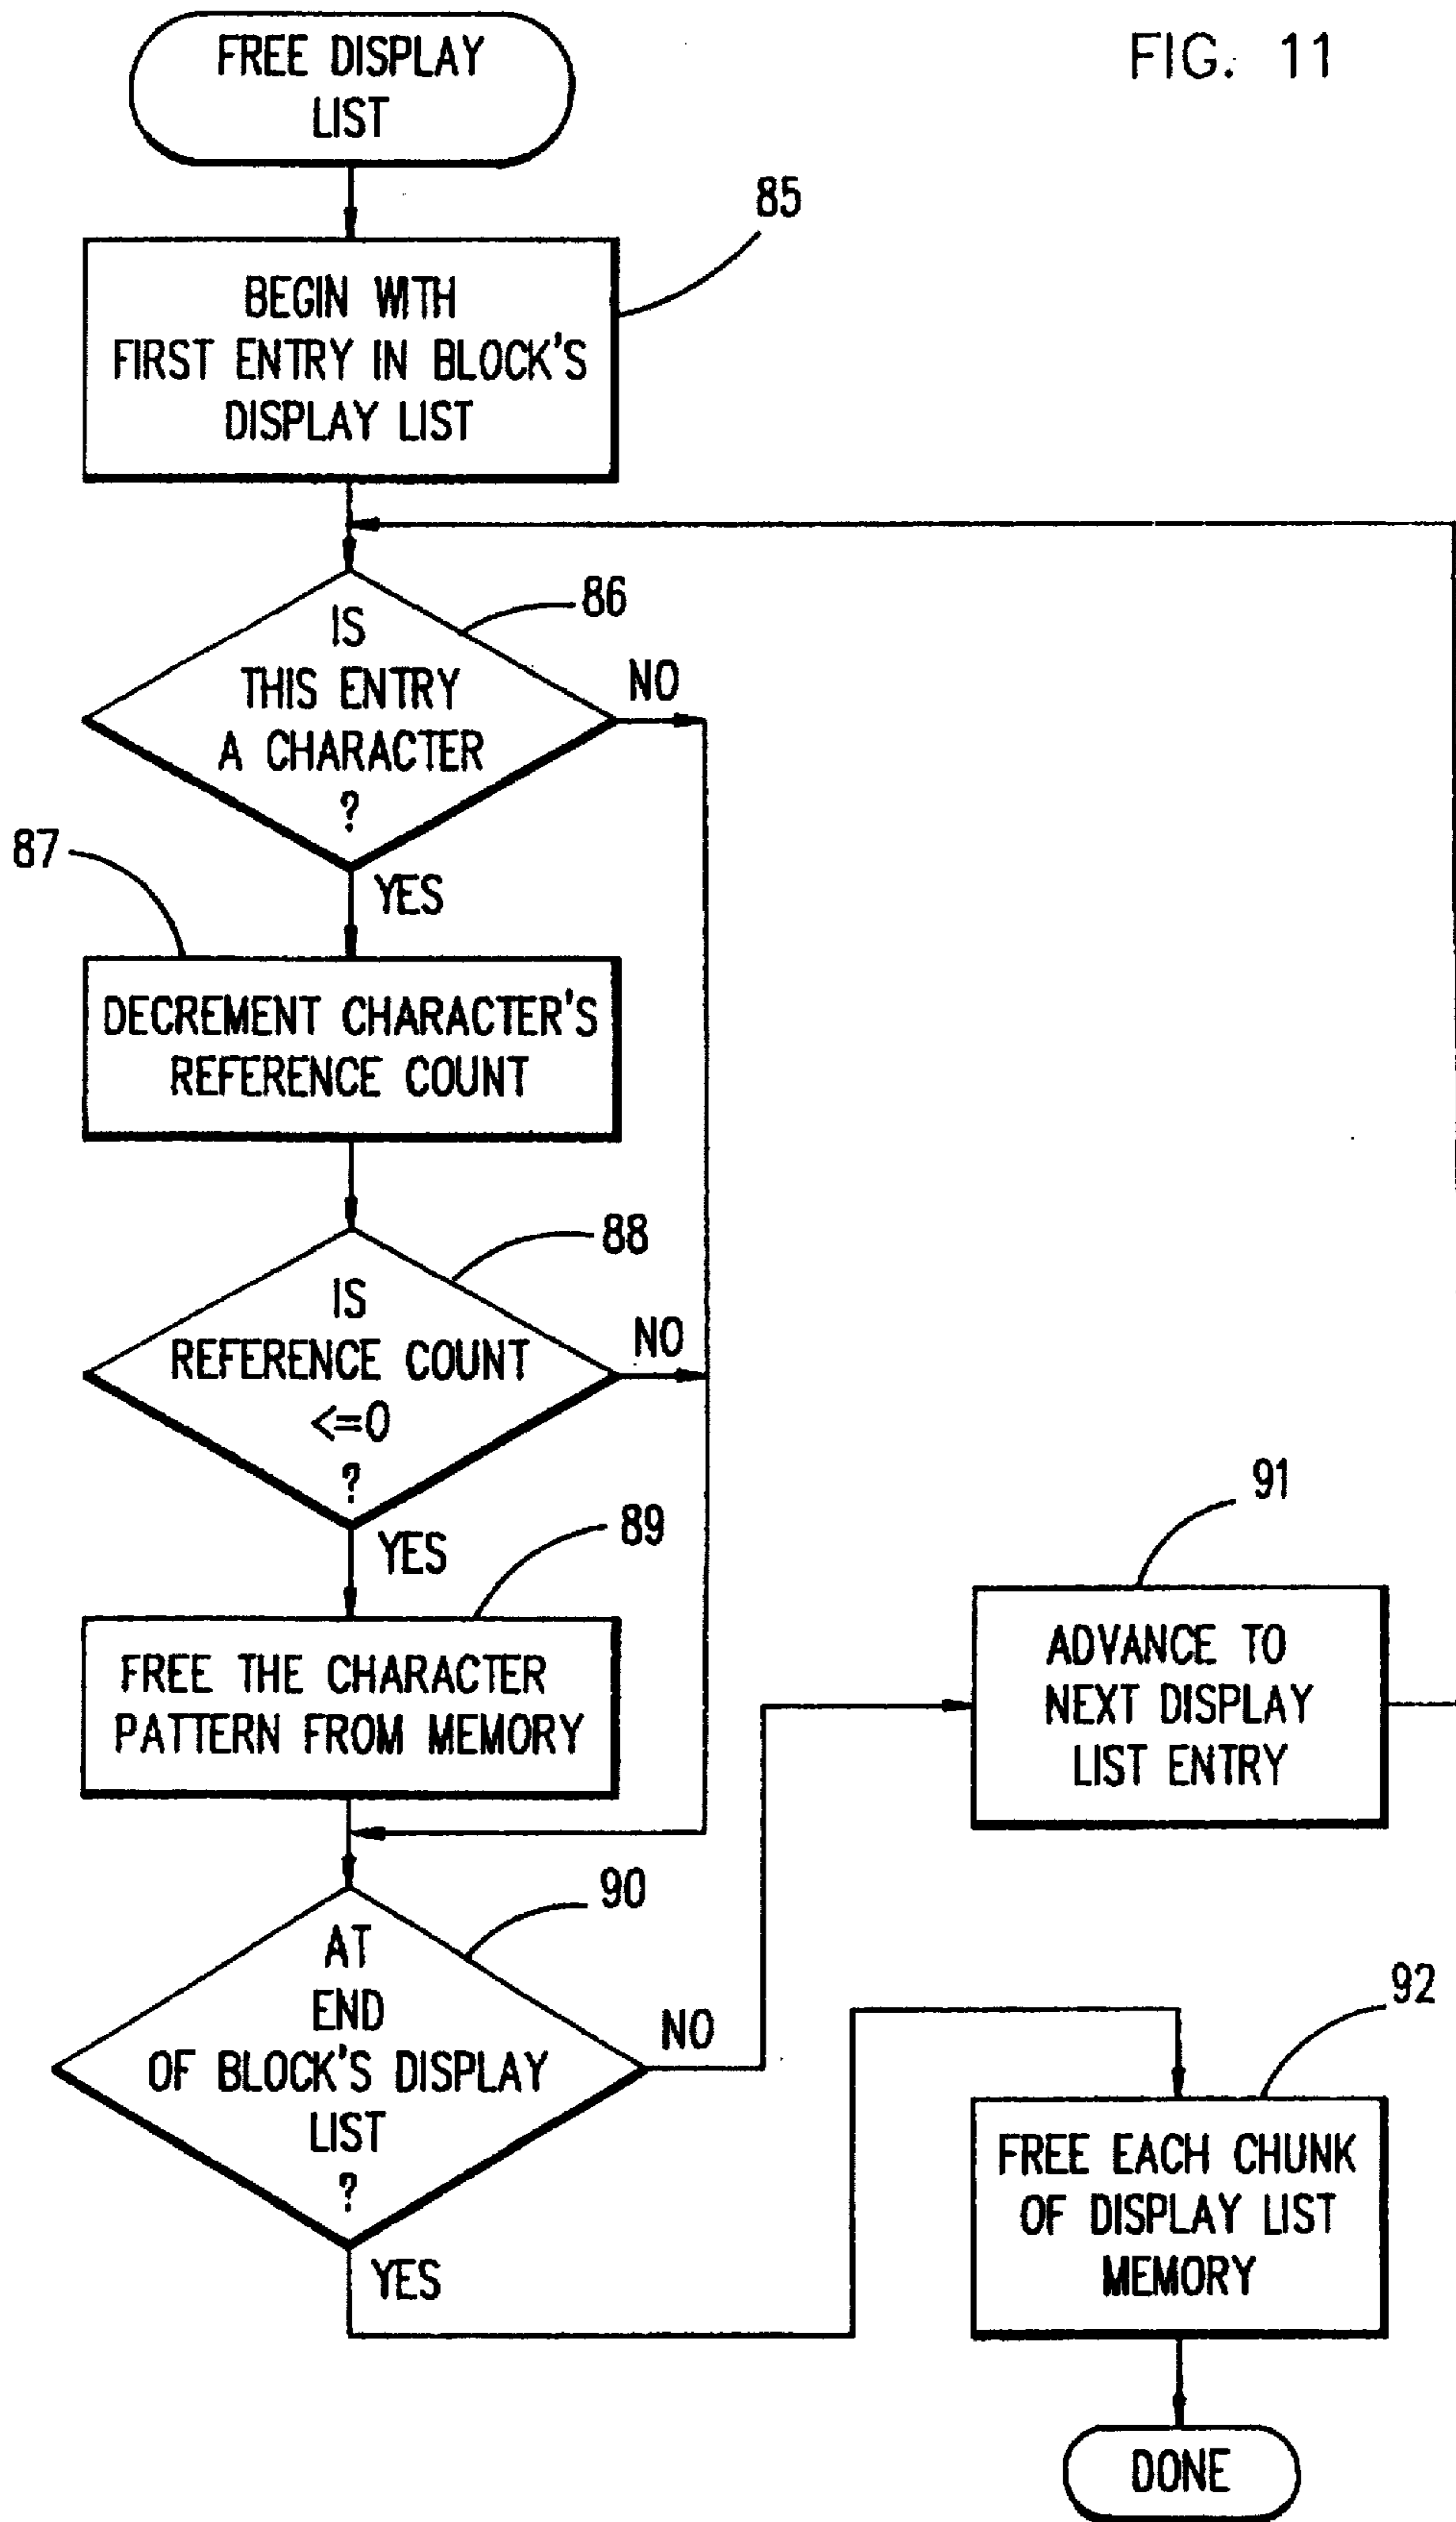 FIG. 11
FREE DISPLAY
LIST
85
BEGIN WITH
FIRST ENTRY IN BLOCK'S
DISPLAY LIST
86
IS
THIS ENTRY
A CHARACTER
?
NO
YES
87
DECREMENT CHARACTER'S
REFERENCE COUNT
88
IS
REFERENCE COUNT
<=0
?
NO
YES
89
FREE THE CHARACTER
PATTERN FROM MEMORY
90
AT
END
OF BLOCK'S DISPLAY
LIST
?
NO
YES
91
ADVANCE TO
NEXT DISPLAY
LIST ENTRY
92
FREE EACH CHUNK
OF DISPLAY LIST
MEMORY
DONE